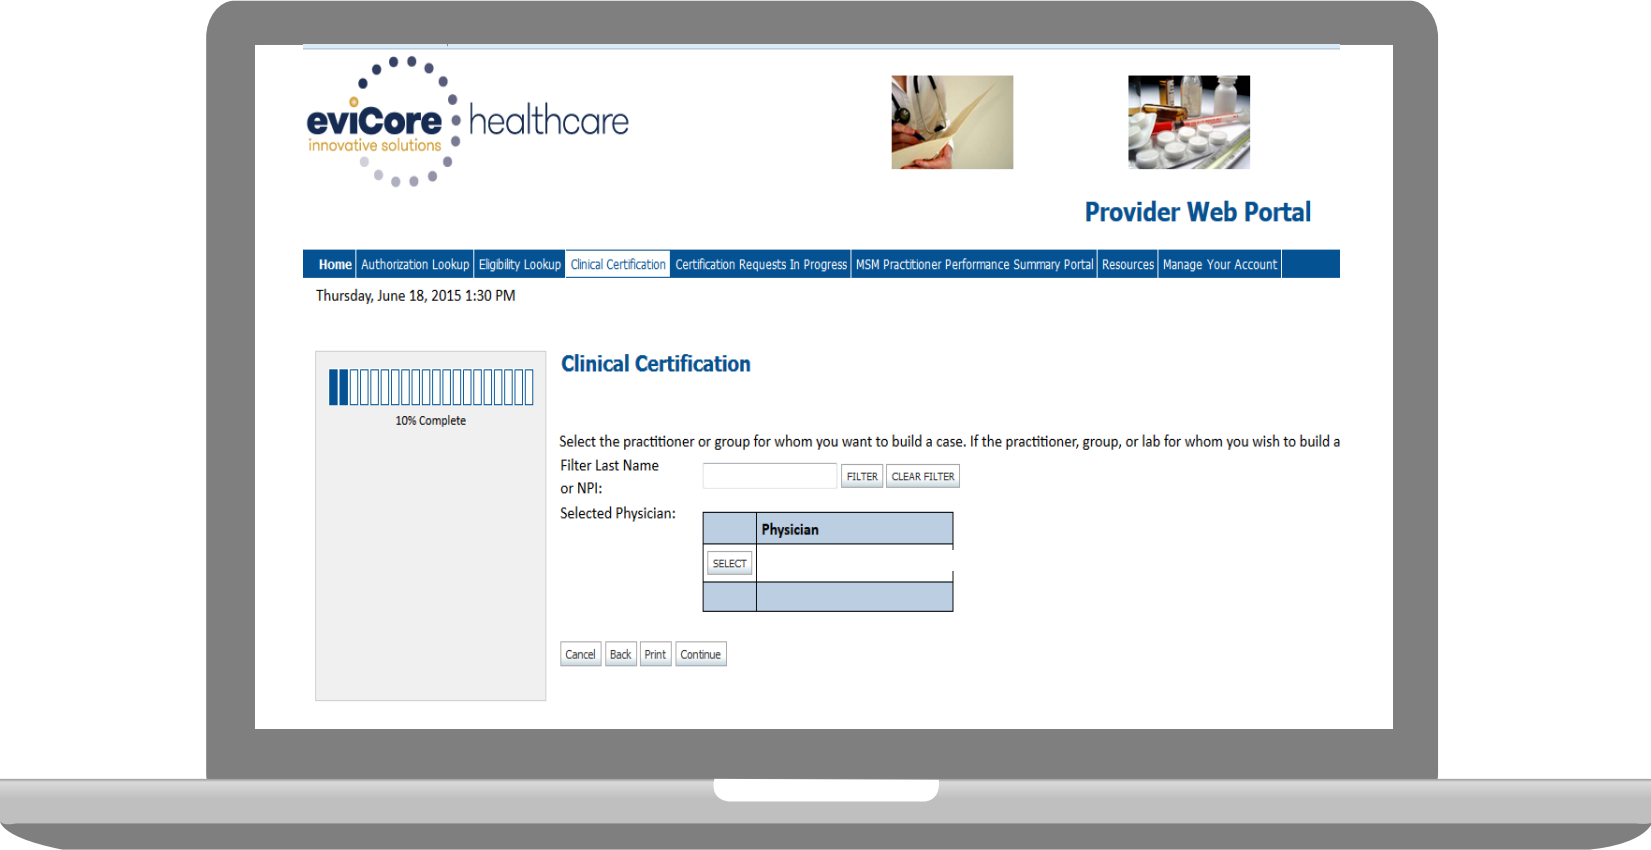 eviCore healthcare
innovative solutions
Provider Web Portal
Home Authorization Lookup Eligibility Lookup Clinical Certification Certification Requests In Progress MSM Practitioner Performance Summary Portal Resources Manage Your Account
Thursday, June 18, 2015 1:30 PM
10% Complete
Clinical Certification
Select the practitioner or group for whom you want to build a case. If the practitioner, group, or lab for whom you wish to build a
Filter Last Name
or NPI:
FILTER CLEAR FILTER
Selected Physician:
Physician
SELECT
Cancel Back Print Continue